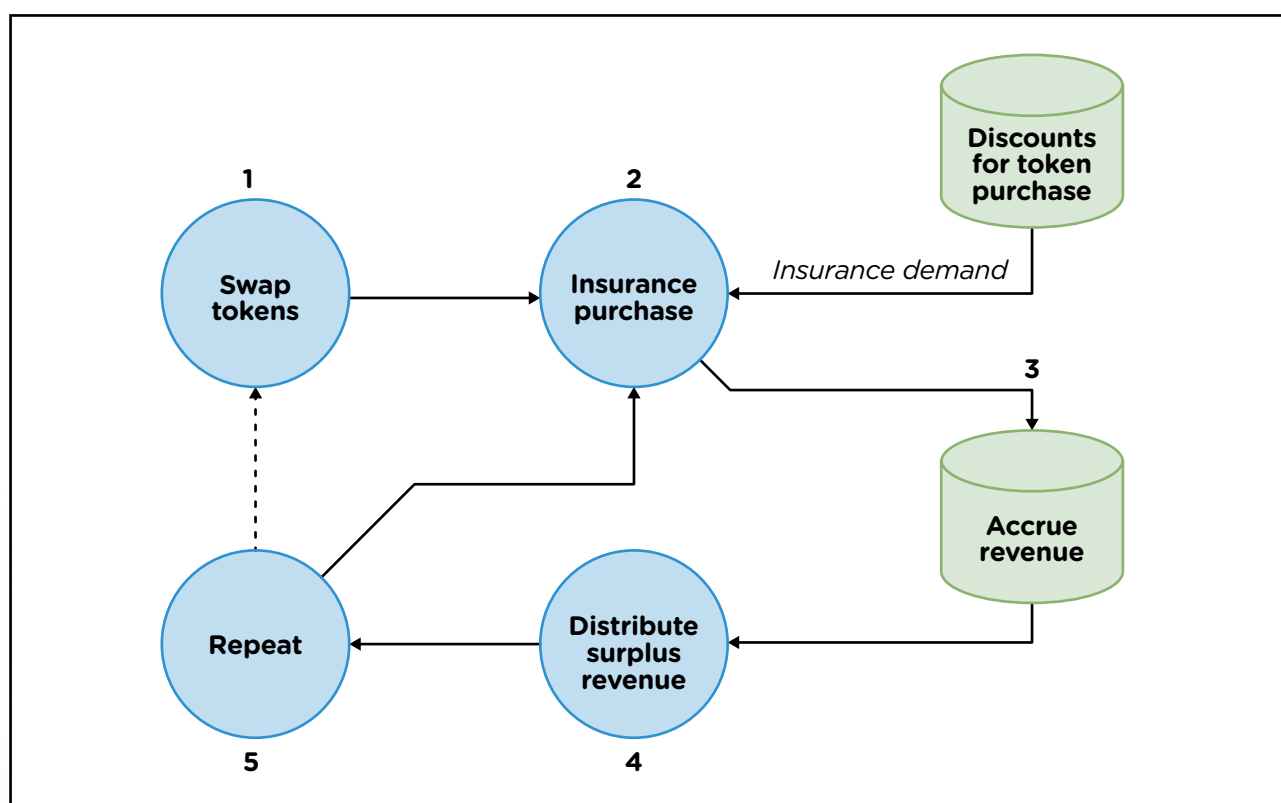 1
Swap
tokens
2
Insurance
purchase
Discounts
for token
purchase
Insurance demand
3
Accrue
revenue
Distribute
surplus
revenue
4
Repeat
5